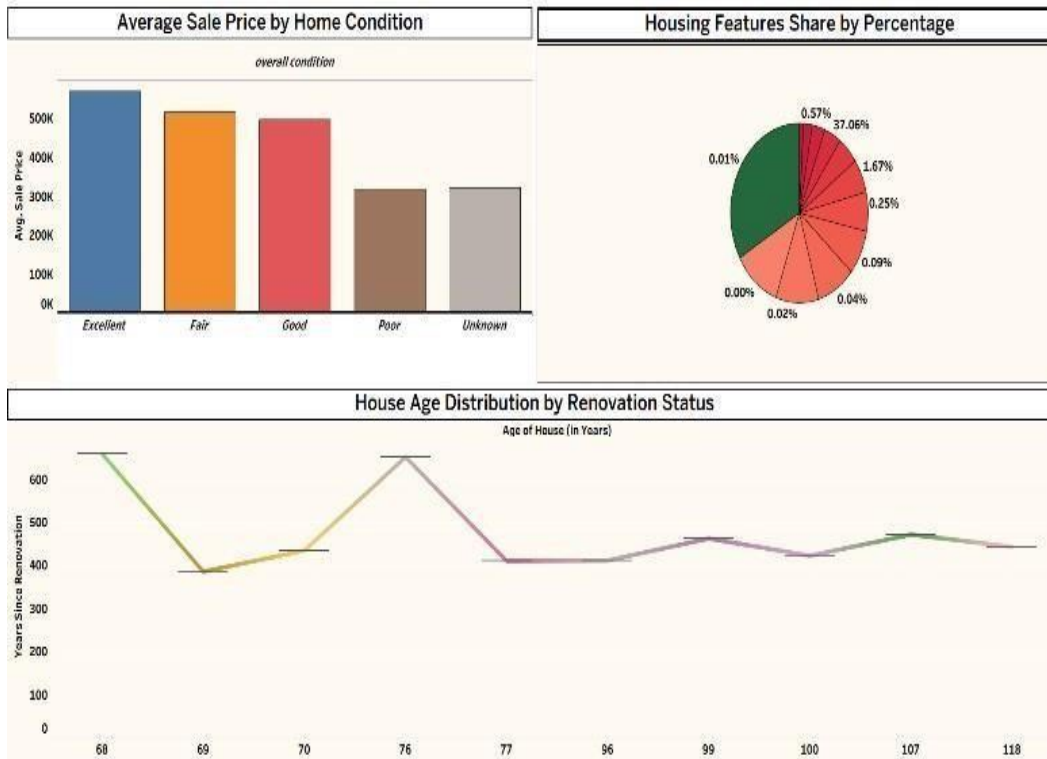 Average Sale Price by Home Condition
overall condition
Avg. Sale Price
500K
400K
300K
200K
100K
0K
Excellent Fair Good Poor Unknown
Housing Features Share by Percentage
0.57%
37.06%
0.01%
1.67%
0.25%
0.09%
0.00%
0.04%
0.02%
House Age Distribution by Renovation Status
Age of House (In Years)
Years Since Renovation
600
500
400
300
200
100
0
68 69 70 76 77 96 99 100 107 118